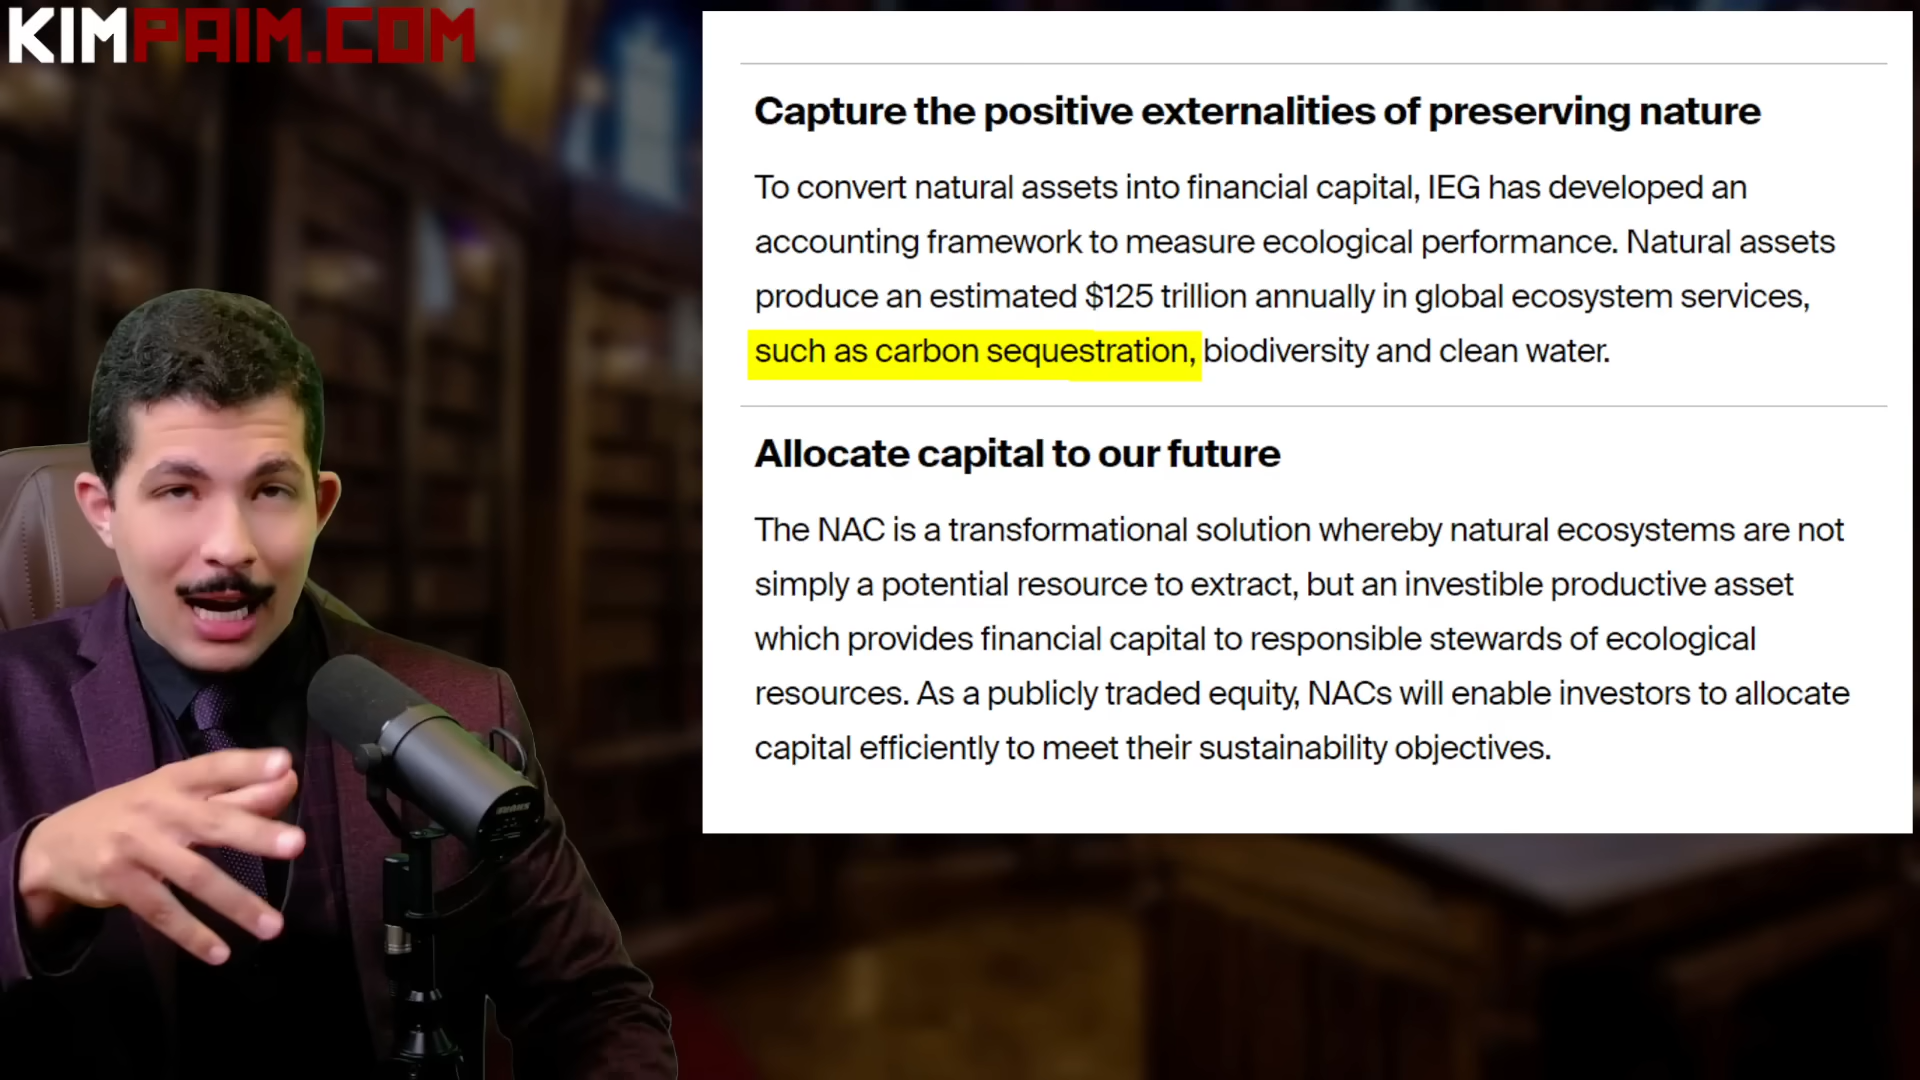 KIMPAIM.COM
Capture the positive externalities of preserving nature
To convert natural assets into financial capital, IEG has developed an
accounting framework to measure ecological performance. Natural assets
produce an estimated $125 trillion annually in global ecosystem services,
such as carbon sequestration, biodiversity and clean water.
Allocate capital to our future
The NAC is a transformational solution whereby natural ecosystems are not
simply a potential resource to extract, but an investible productive asset
which provides financial capital to responsible stewards of ecological
resources. As a publicly traded equity, NACs will enable investors to allocate
capital efficiently to meet their sustainability objectives.
SHURE